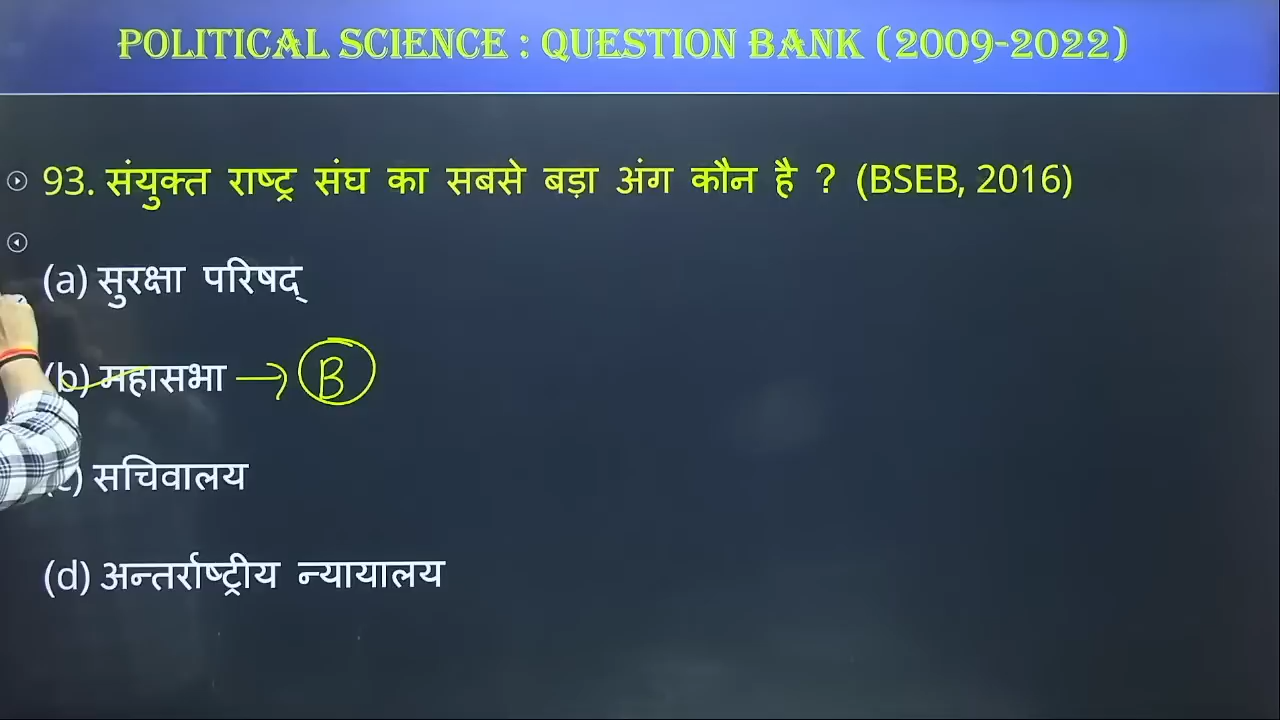 POLITICAL SCIENCE : QUESTION BANK (2009-2022)
93. संयुक्त राष्ट्र संघ का सबसे बड़ा अंग कौन है ? (BSEB, 2016)
(a) सुरक्षा परिषद्
(b) महासभा → B
(c) सचिवालय
(d) अन्तर्राष्ट्रीय न्यायालय